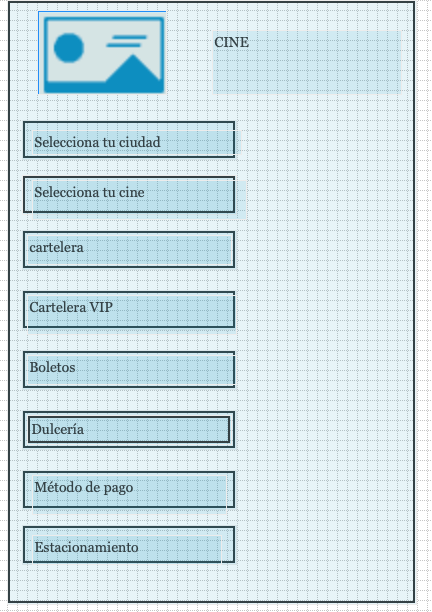 CINE
Selecciona tu ciudad
Selecciona tu cine
cartelera
Cartelera VIP
Boletos
Dulcería
Método de pago
Estacionamiento